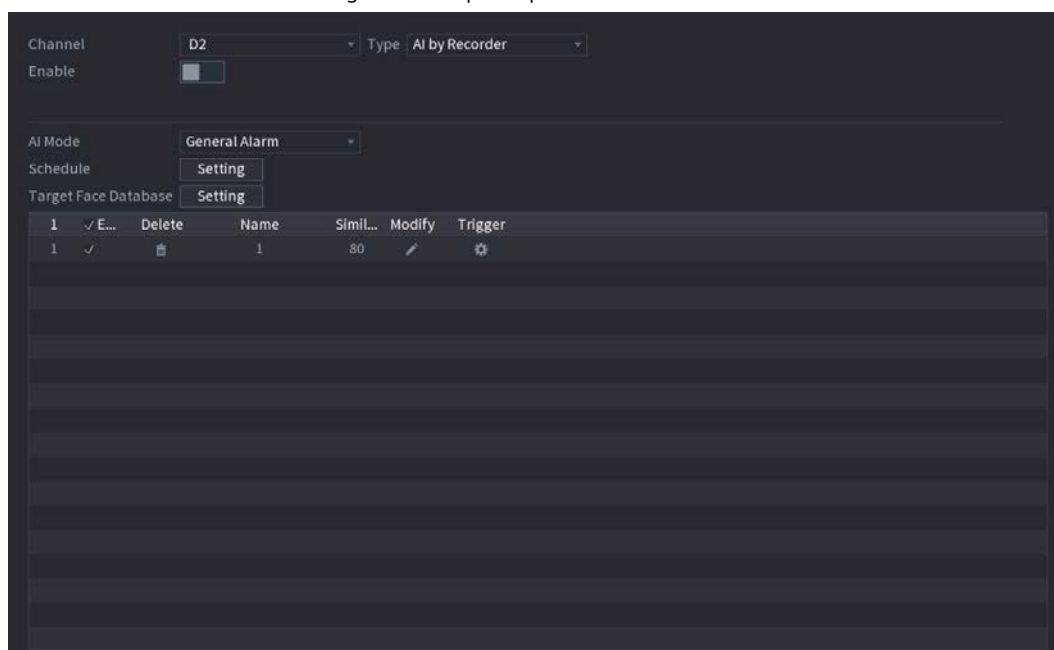 Channel D2 Type AI by Recorder
Enable
AI Mode General Alarm
Schedule Setting
Target Face Database Setting
1 E... Delete Name Simil... Modify Trigger
1 1 80